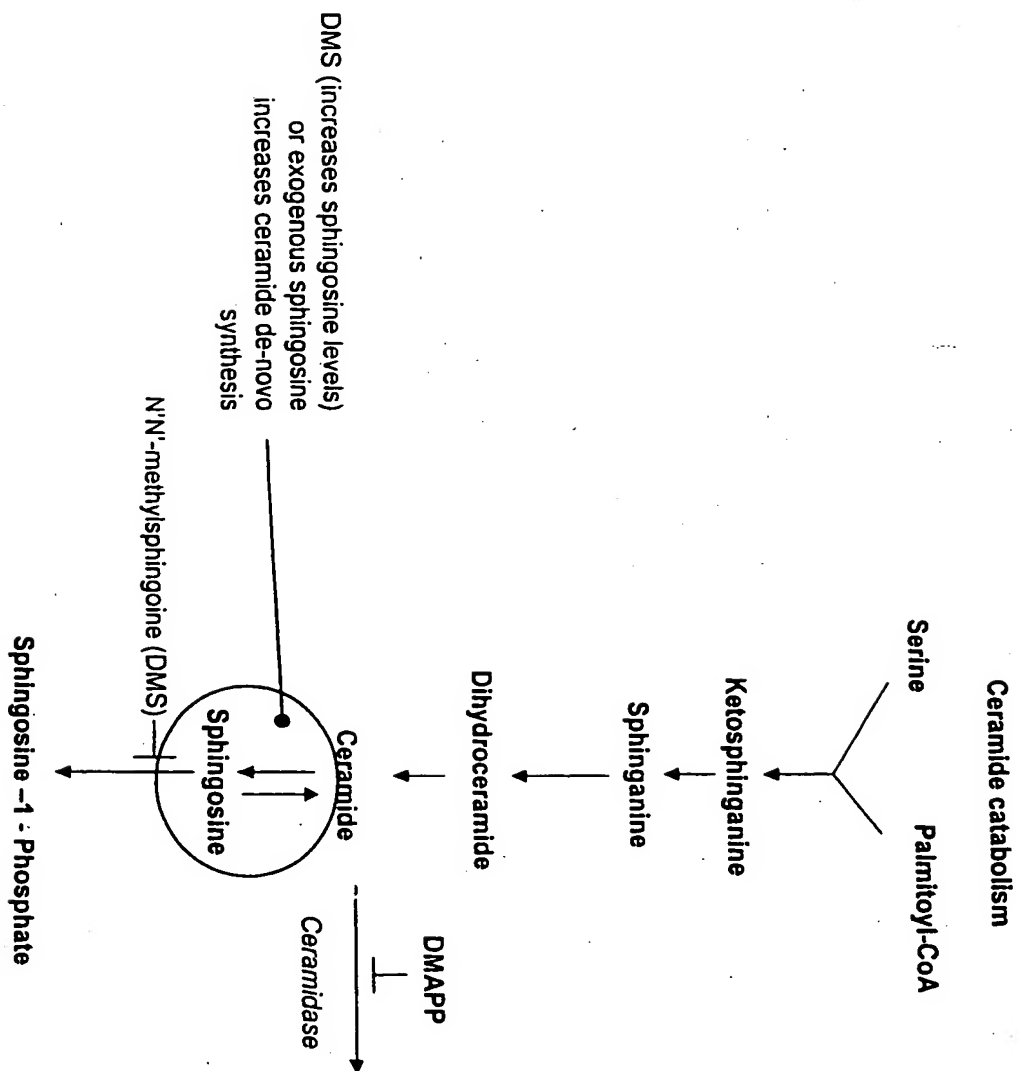 Ceramide catabolism
Serine
Palmitoyl-CoA
Ketosphinganine
Sphinganine
Dihydroceramide
DMAPP
Ceramide
Ceramidase
Sphingosine
DMS (increases sphingosine levels)
or exogenous sphingosine
increases ceramide de-novo
synthesis
N'N'-methylsphingoine (DMS)
Sphingosine –1 - Phosphate